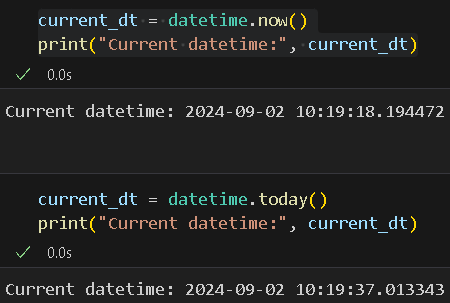 current_dt = datetime.now()
print("Current datetime:", current_dt)
0.0s
Current datetime: 2024-09-02 10:19:18.194472
current_dt = datetime.today()
print("Current datetime:", current_dt)
0.0s
Current datetime: 2024-09-02 10:19:37.013343